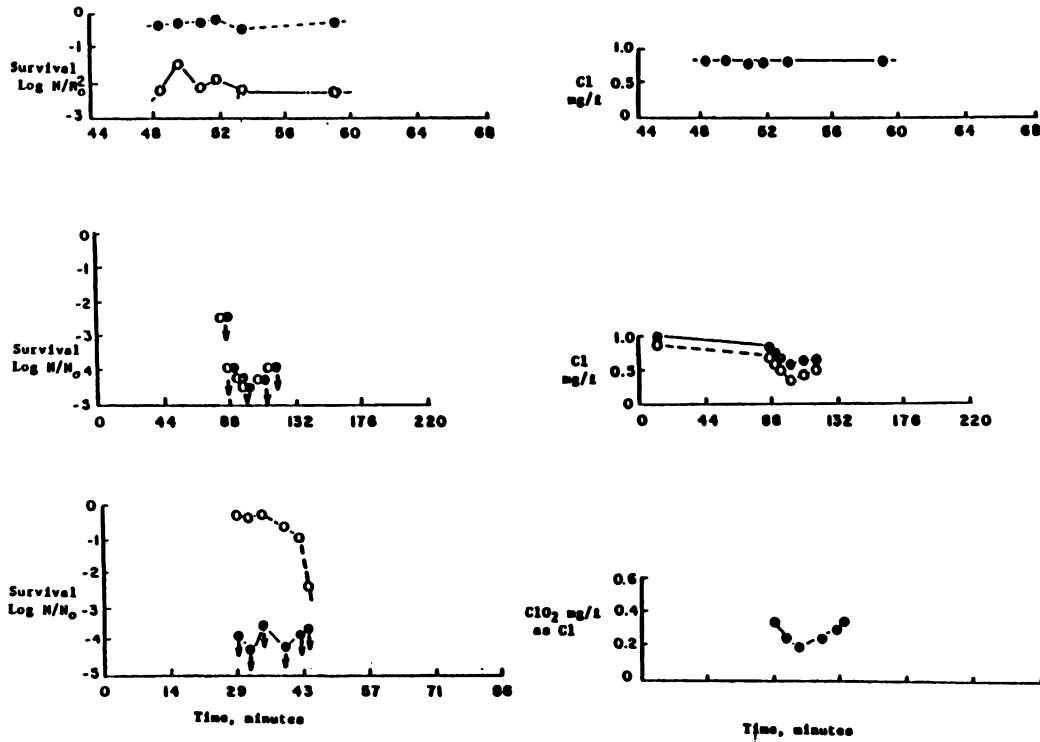 0
-1
Survival
Log N/N₀
-2
-3
44 48 52 56 60 64 68
1.0
Cl
mg/ℓ
0.5
0
44 48 52 56 60 64 68
0
-1
-2
-3
Survival
Log N/N₀
-4
-5
0 44 88 132 176 220
1.0
Cl
mg/ℓ
0.5
0
0 44 88 132 176 220
0
-1
-2
Survival
Log N/N₀
-3
-4
-5
0 14 29 43 57 71 86
Time, minutes
0.6
ClO₂ mg/ℓ
as Cl
0.4
0.2
0
Time, minutes